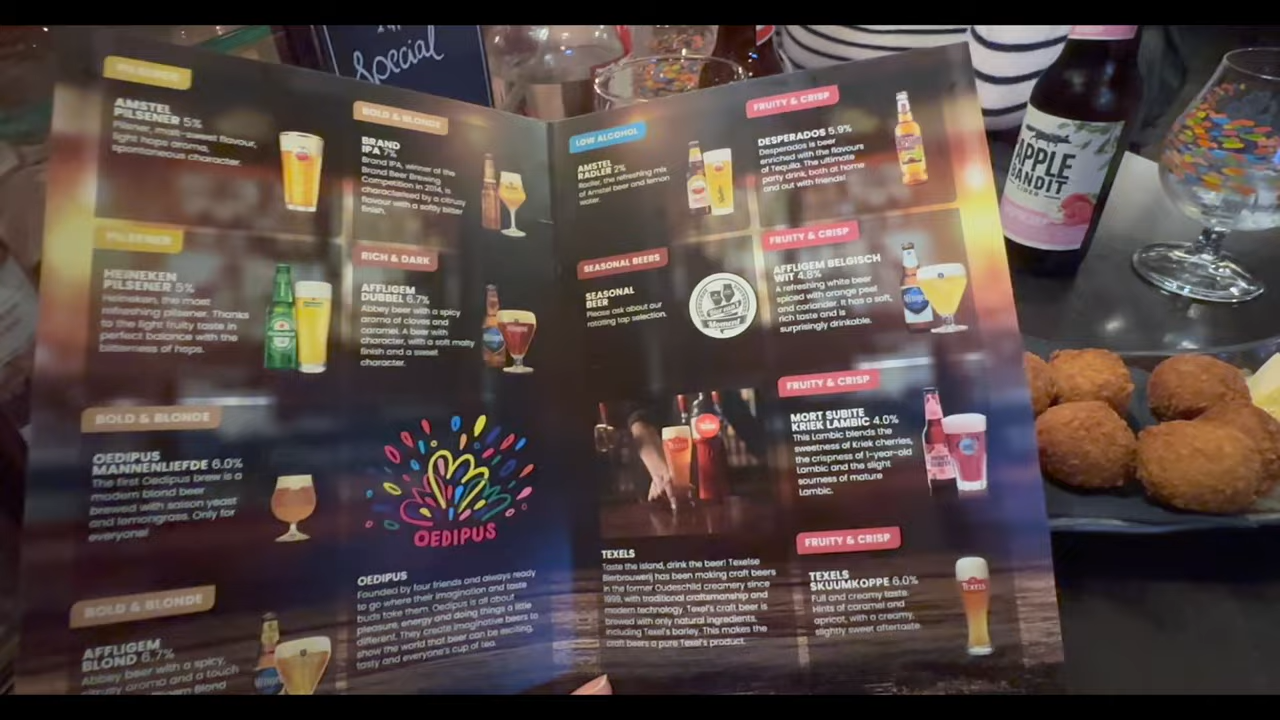 Special
PILSENER
AMSTEL
PILSENER 5%
Pilsner, malt-sweet flavour,
light hops aroma,
spontaneous character.
PILSENER
HEINEKEN
PILSENER 5%
Heineken, the most
refreshing pilsener. Thanks
to the light fruity taste in
perfect balance with the
bitterness of hops.
BOLD & BLONDE
OEDIPUS
MANNENLIEFDE 6.0%
The first Oedipus brew is a
modern blond beer
brewed with saison yeast
and lemongrass. Only for
everyone!
BOLD & BLONDE
AFFLIGEM
BLOND 6.7%
Abbey beer with a spicy,
citrusy aroma and a touch
Blond
BOLD & BLONDE
BRAND
IPA 7%
Brand IPA, winner of the
Brand Beer Brewing
Competition in 2014, is
characterised by a citrusy
flavour with a softly bitter
finish.
RICH & DARK
AFFLIGEM
DUBBEL 6.7%
Abbey beer with a spicy
aroma of cloves and
caramel. A beer with
character, with a soft malty
finish and a sweet
character.
OEDIPUS
OEDIPUS
Founded by four friends and always ready
to go where their imagination and taste
buds take them. Oedipus is all about
pleasure, energy and doing things a little
different. They create imaginative beers to
show the world that beer can be exciting,
tasty and everyone's cup of tea.
LOW ALCOHOL
AMSTEL
RADLER 2%
Radler, the refreshing mix
of Amstel beer and lemon
water.
SEASONAL BEERS
SEASONAL
BEER
Please ask about our
rotating tap selection.
Moment
TEXELS
Taste the island, drink the beer! Texelse
Bierbrouwerij has been making craft beers
in the former Oudeschild creamery since
1999, with traditional craftsmanship and
modern technology. Texel's craft beer is
brewed with only natural ingredients,
including Texel's barley. This makes the
craft beers a pure Texel's product.
FRUITY & CRISP
DESPERADOS 5.9%
Desperados is beer
enriched with the flavours
of Tequila. The ultimate
party drink, both at home
and out with friends!
FRUITY & CRISP
AFFLIGEM BELGISCH
WIT 4.8%
A refreshing white beer
spiced with orange peel
and coriander. It has a soft,
rich taste and is
surprisingly drinkable.
FRUITY & CRISP
MORT SUBITE
KRIEK LAMBIC 4.0%
This Lambic blends the
sweetness of Kriek cherries,
the crispness of 1-year-old
Lambic and the slight
sourness of mature
Lambic.
FRUITY & CRISP
TEXELS
SKUUMKOPPE 6.0%
Full and creamy taste.
Hints of caramel and
apricot, with a creamy,
slightly sweet aftertaste.
Texels
APPLE
BANDIT
CIDER